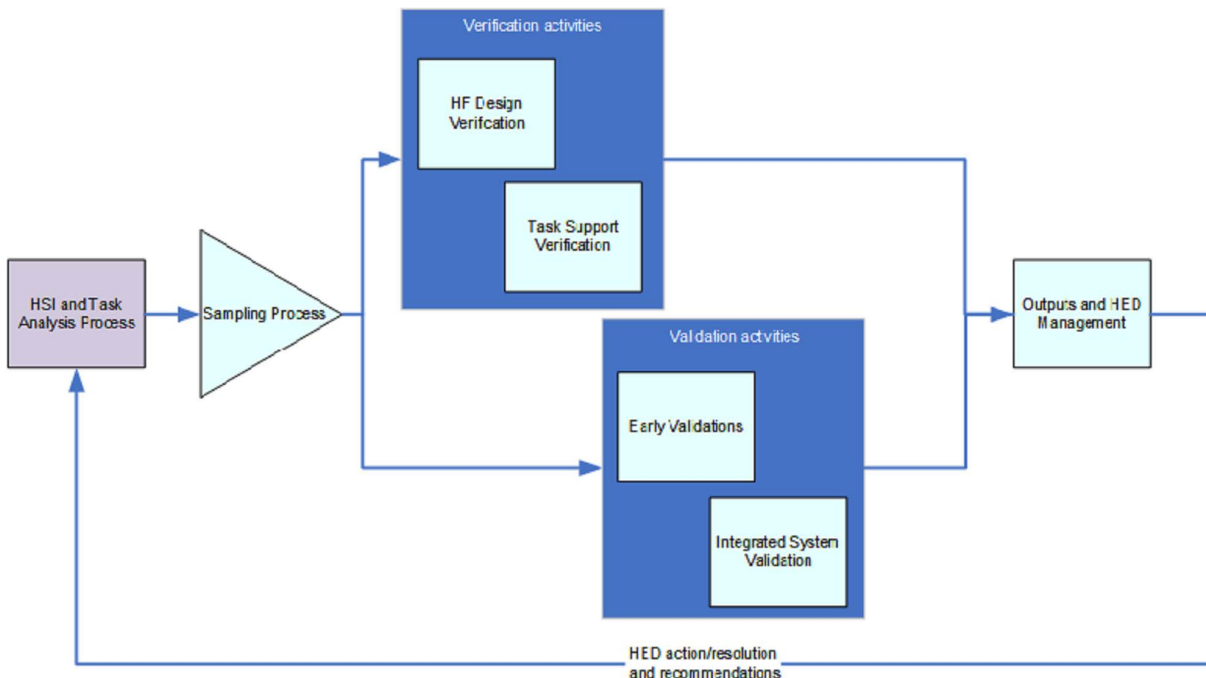 Verification activities
HF Design
Verifcation
Task Support
Verification
HSI and Task
Analysis Process
Sampling Process
Outputs and HED
Management
Validation activities
Early Validations
Integrated System
Validation
HED action/resolution
and recommendations